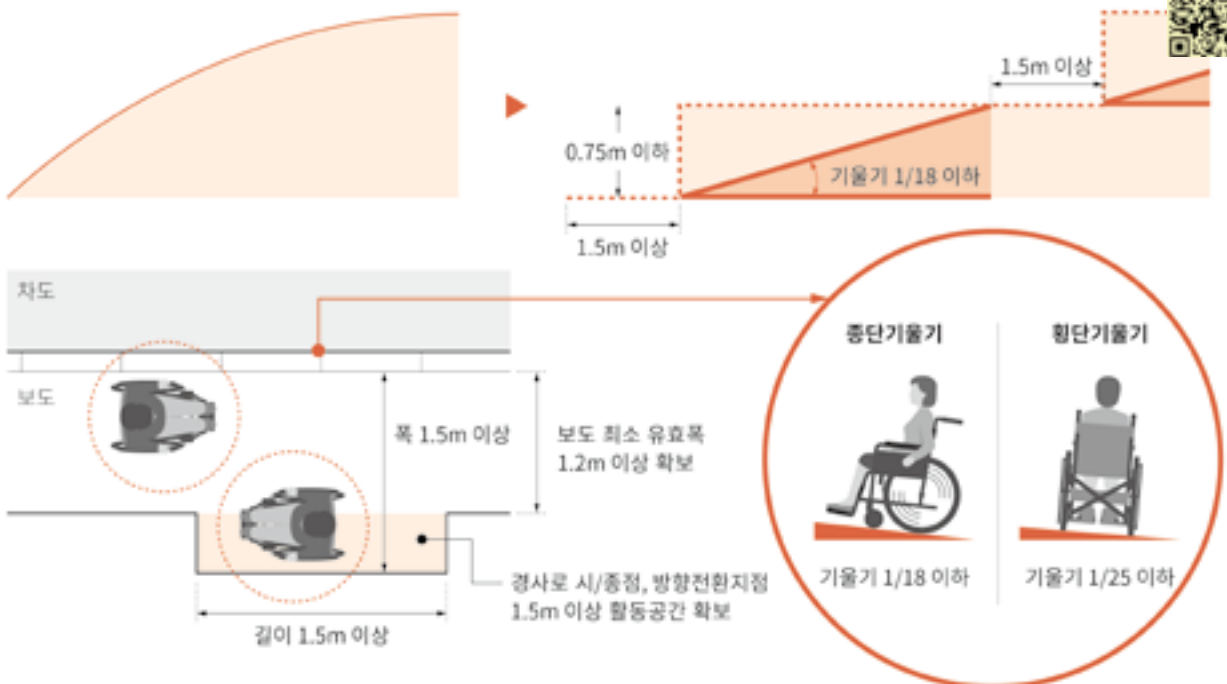 1.5m 이상
0.75m 이하
기울기 1/18 이하
1.5m 이상
차도
보도
폭 1.5m 이상
보도 최소 유효폭
1.2m 이상 확보
경사로 시/종점, 방향전환지점
1.5m 이상 활동공간 확보
길이 1.5m 이상
종단기울기
횡단기울기
기울기 1/18 이하
기울기 1/25 이하